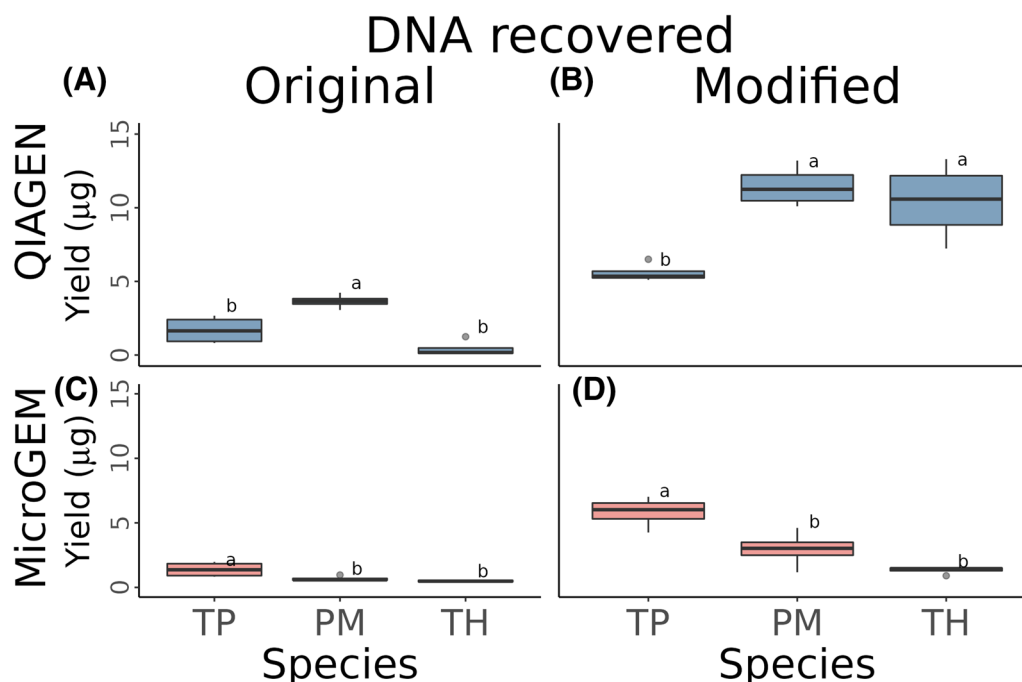 DNA recovered
(A) Original (B) Modified
QIAGEN
Yield (µg)
15
10
5
0
b a b
b a a
(C) (D)
MicroGEM
Yield (µg)
15
10
5
0
a b b
a b b
TP PM TH TP PM TH
Species Species